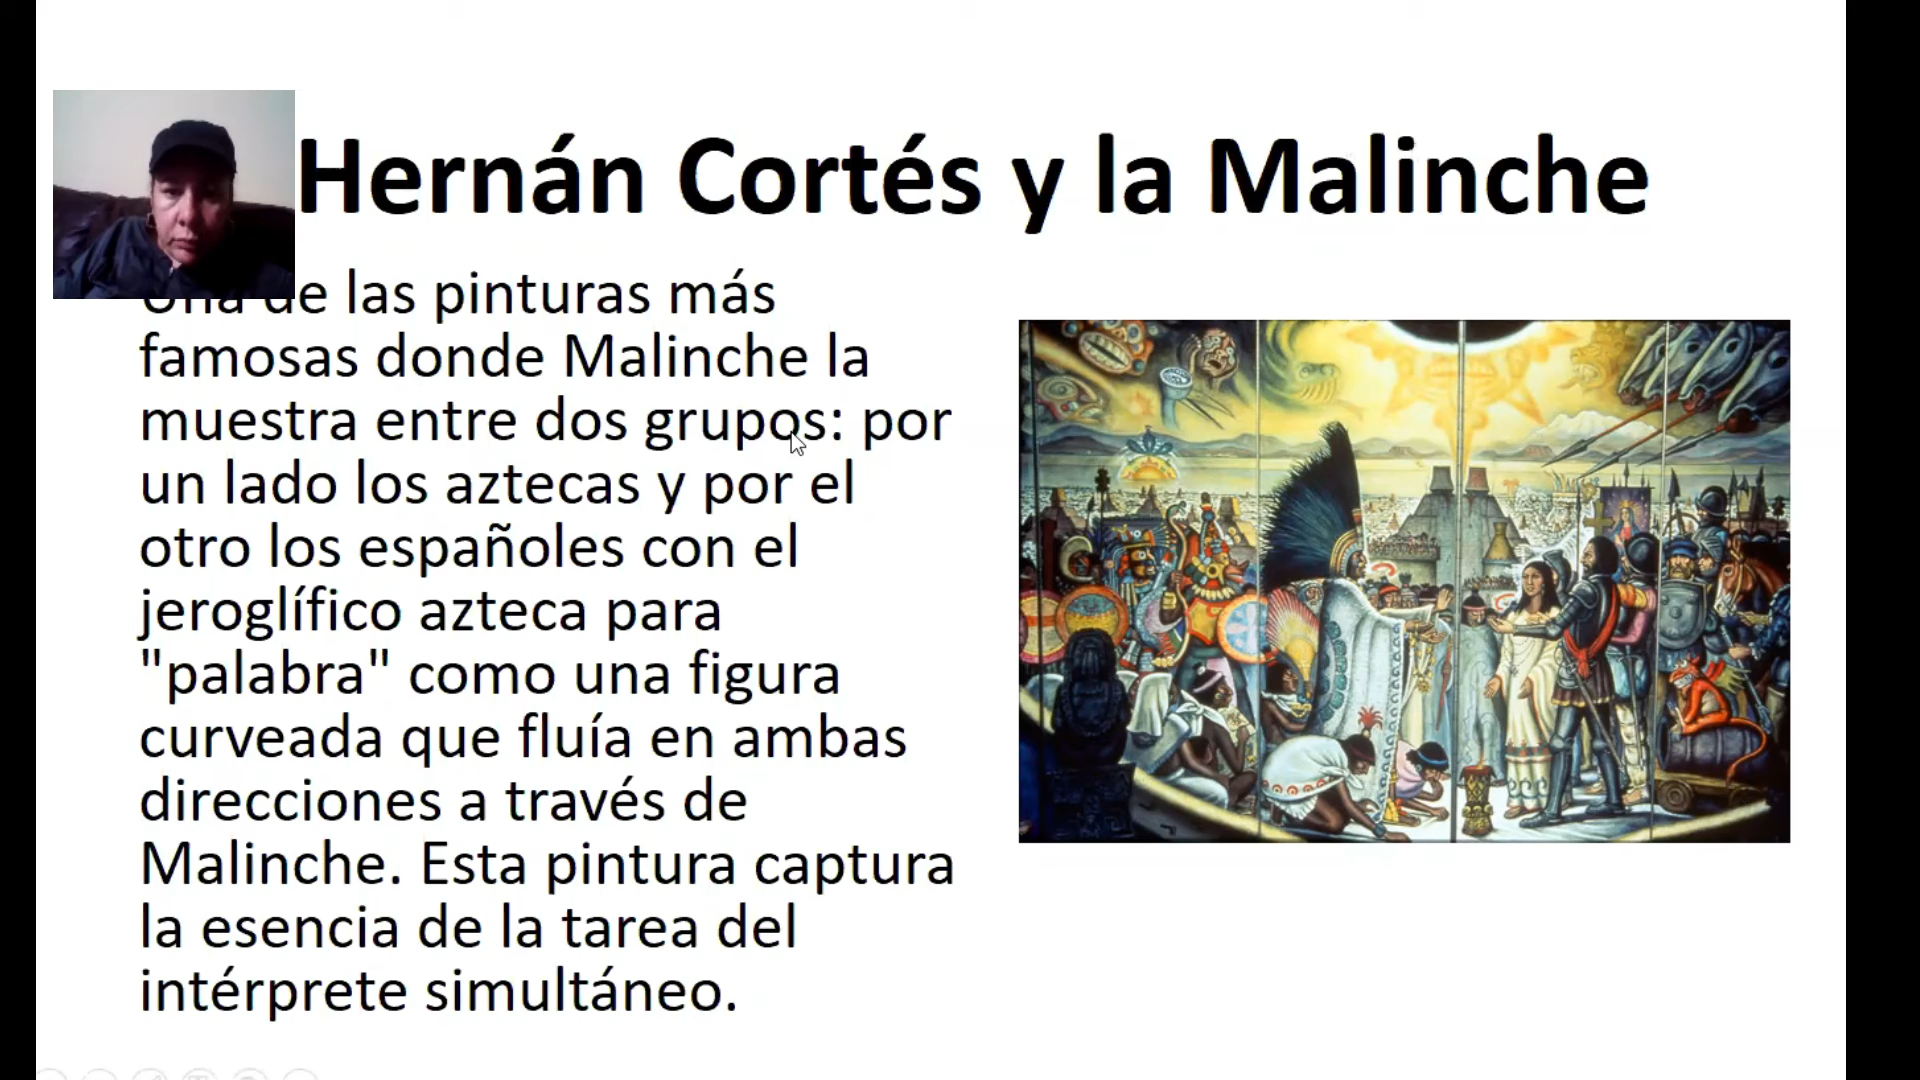 Hernán Cortés y la Malinche
Una de las pinturas más
famosas donde Malinche la
muestra entre dos grupos: por
un lado los aztecas y por el
otro los españoles con el
jeroglífico azteca para
"palabra" como una figura
curveada que fluía en ambas
direcciones a través de
Malinche. Esta pintura captura
la esencia de la tarea del
intérprete simultáneo.